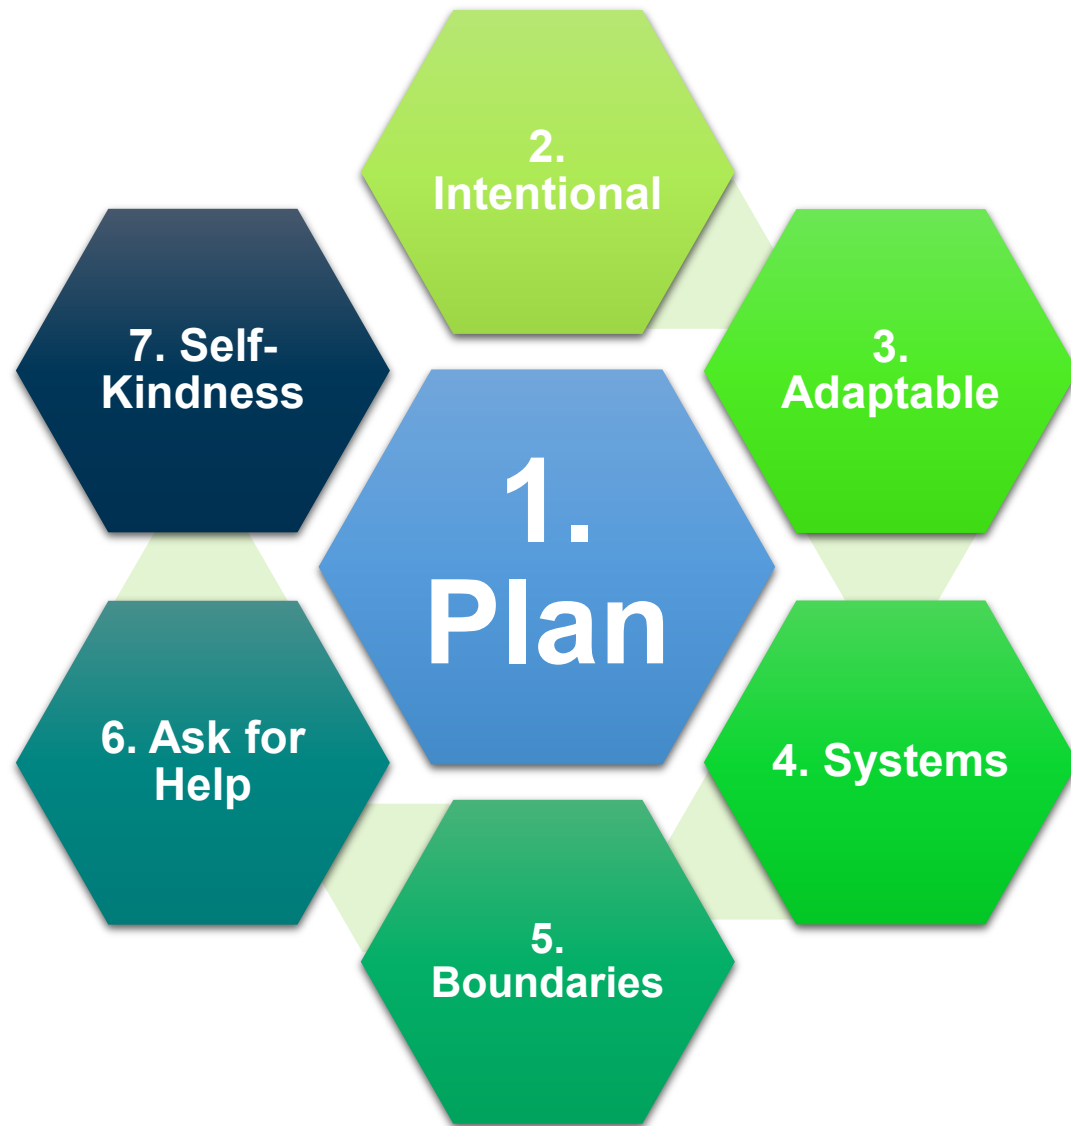 1.
Plan
2.
Intentional
3.
Adaptable
4. Systems
5.
Boundaries
6. Ask for
Help
7. Self-
Kindness